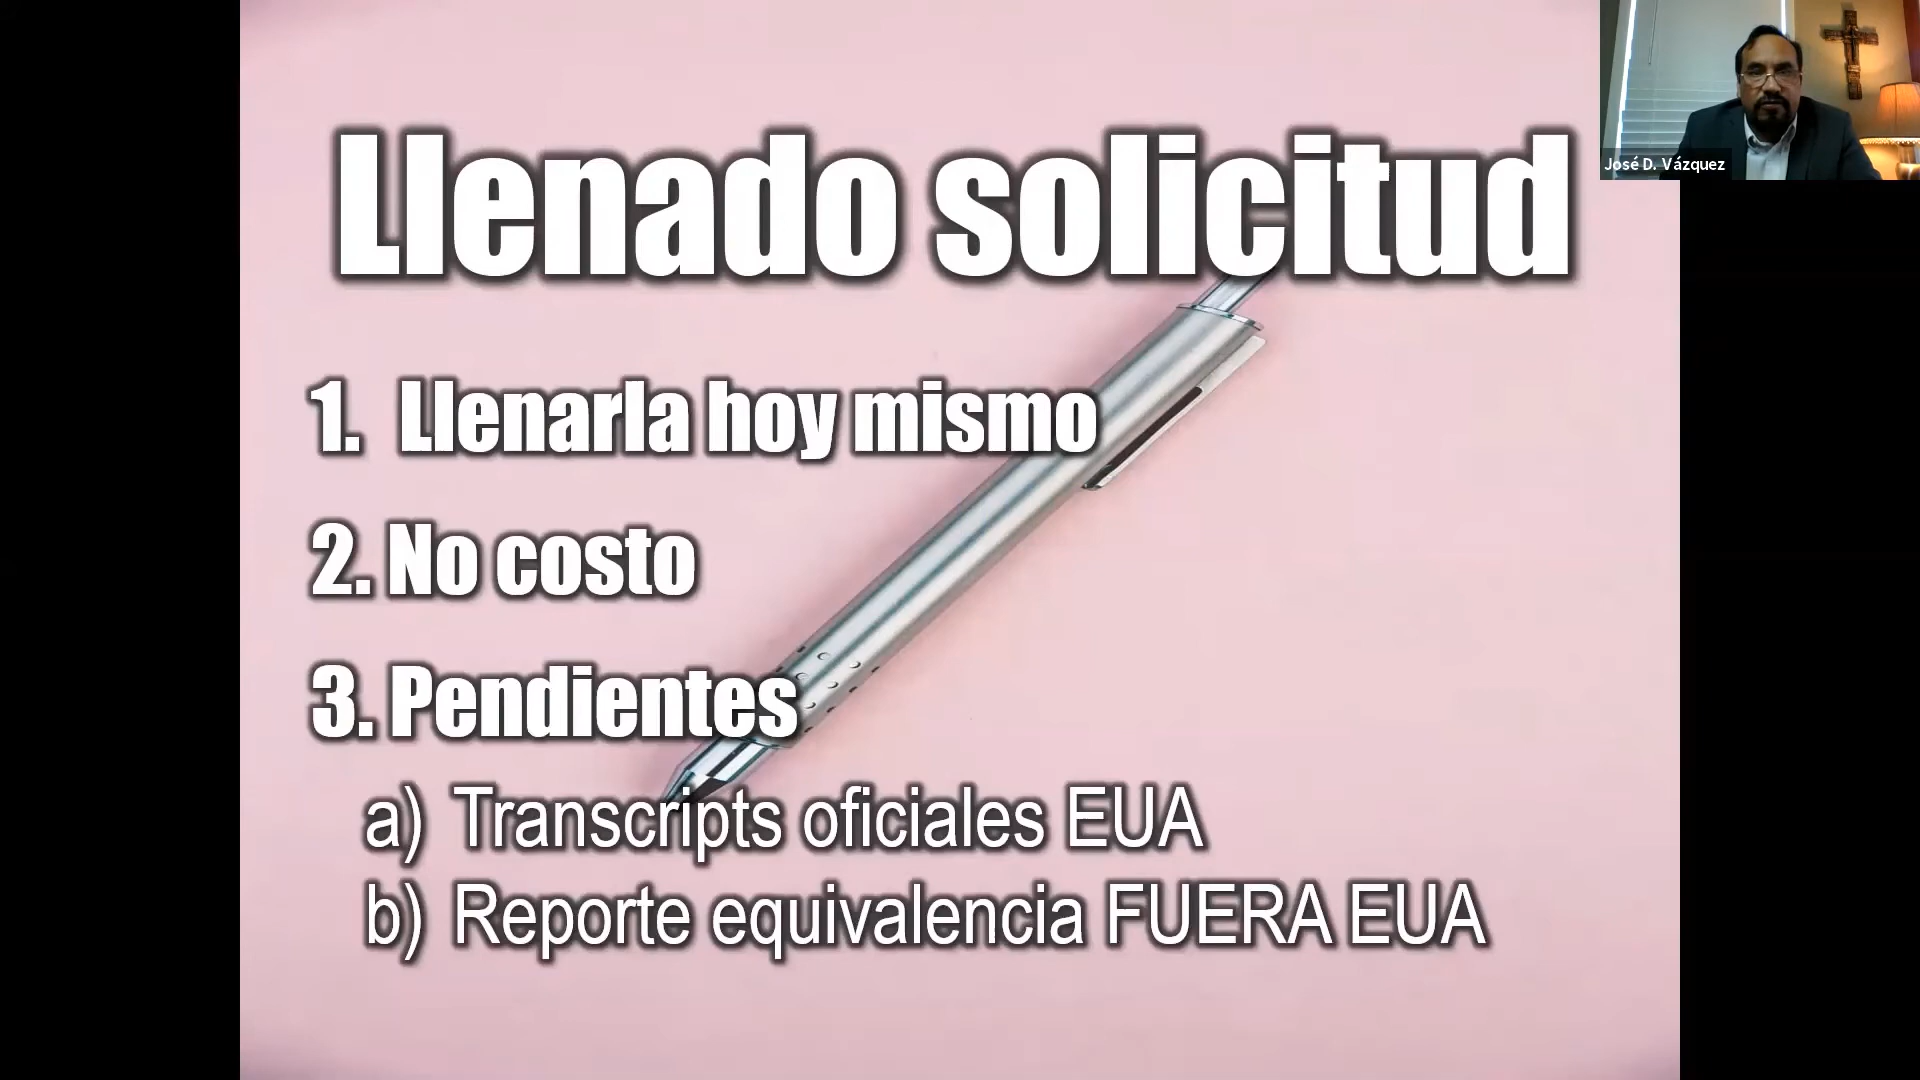 Llenado solicitud
José D. Vázquez
1. Llenarla hoy mismo
2. No costo
3. Pendientes
a) Transcripts oficiales EUA
b) Reporte equivalencia FUERA EUA